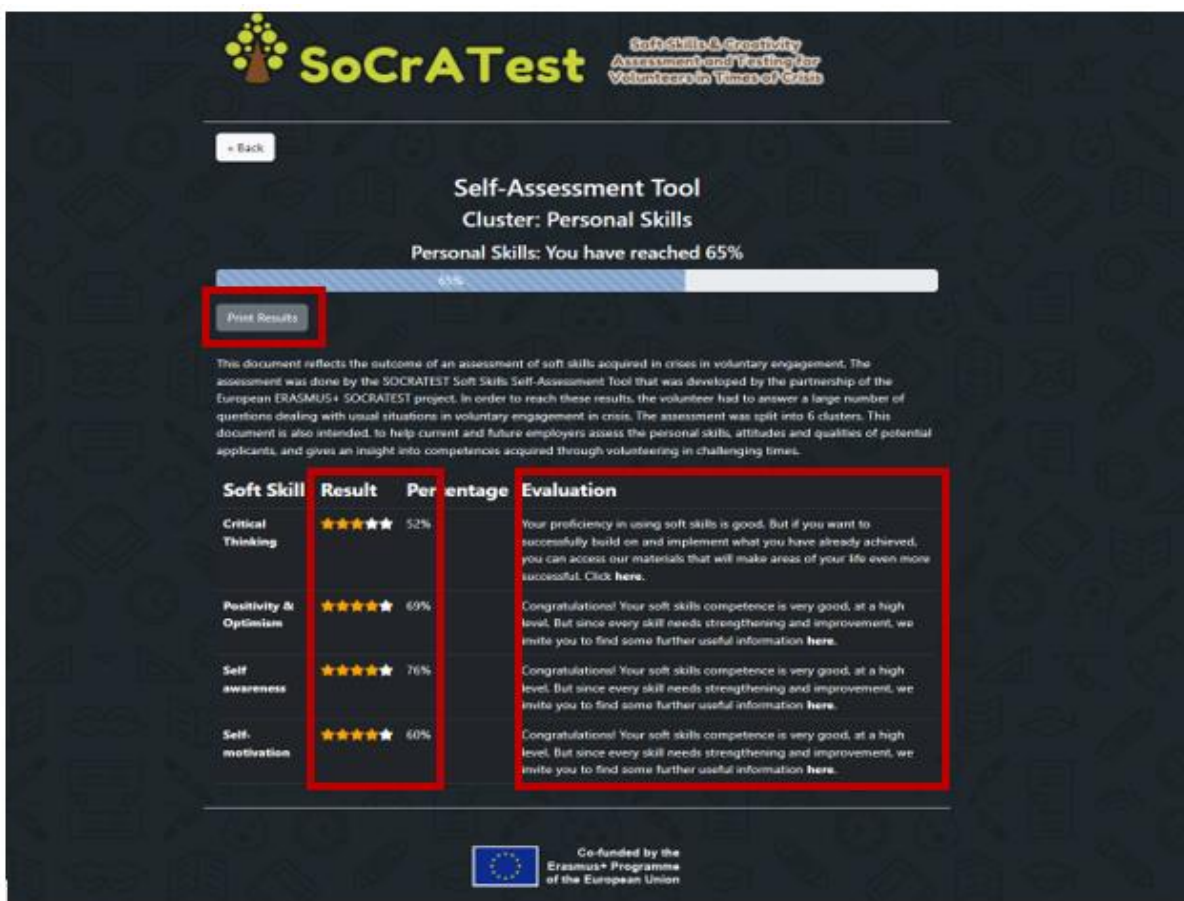 SoCrATest
Soft Skills & Creativity
Assessment and Testing for
Volunteers in Times of Crisis
« Back
Self-Assessment Tool
Cluster: Personal Skills
Personal Skills: You have reached 65%
65%
Print Results
This document reflects the outcome of an assessment of soft skills acquired in crises in voluntary engagement. The
assessment was done by the SOCRATEST Soft Skills Self-Assessment Tool that was developed by the partnership of the
European ERASMUS+ SOCRATEST project. In order to reach these results, the volunteer had to answer a large number of
questions dealing with usual situations in voluntary engagement in crisis. The assessment was split into 6 clusters. This
document is also intended, to help current and future employers assess the personal skills, attitudes and qualities of potential
applicants, and gives an insight into competences acquired through volunteering in challenging times.
Soft Skill Result Percentage Evaluation
Critical Thinking
52%
Your proficiency in using soft skills is good. But if you want to
successfully build on and implement what you have already achieved,
you can access our materials that will make areas of your life even more
successful. Click here.
Positivity &
Optimism
69%
Congratulations! Your soft skills competence is very good, at a high
level. But since every skill needs strengthening and improvement, we
invite you to find some further useful information here.
Self
awareness
76%
Congratulations! Your soft skills competence is very good, at a high
level. But since every skill needs strengthening and improvement, we
invite you to find some further useful information here.
Self-
motivation
60%
Congratulations! Your soft skills competence is very good, at a high
level. But since every skill needs strengthening and improvement, we
invite you to find some further useful information here.
Co-funded by the
Erasmus+ Programme
of the European Union